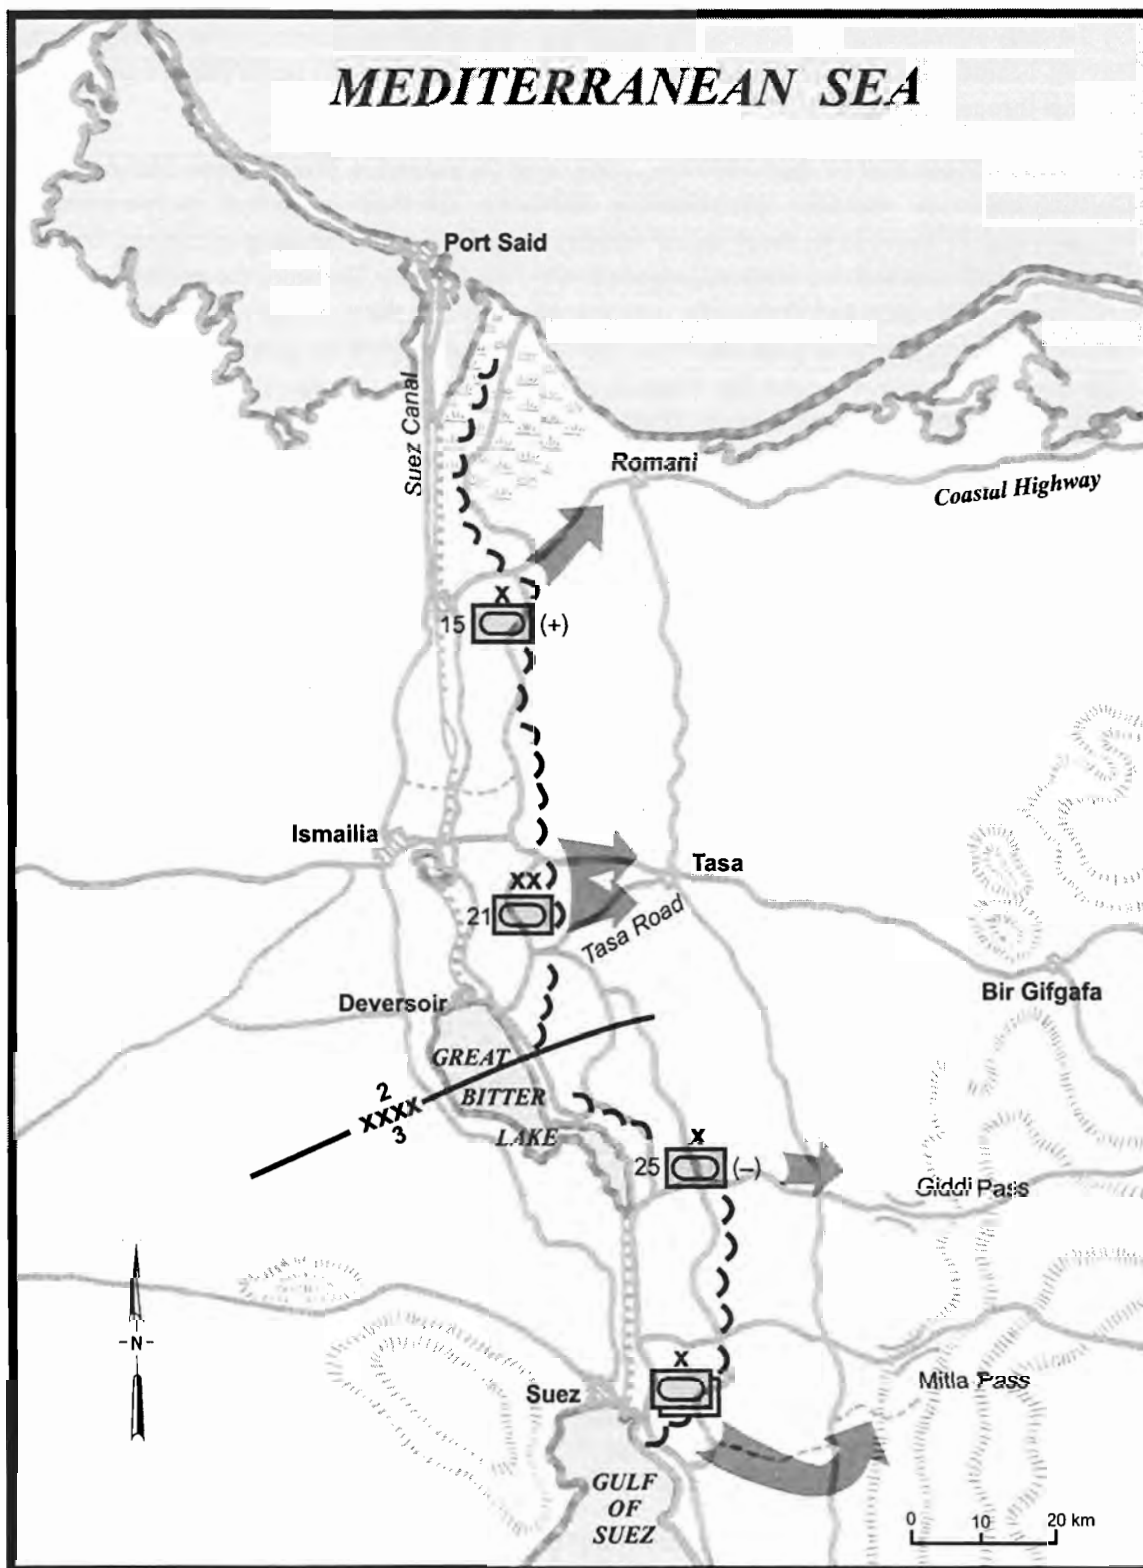 MEDITERRANEAN SEA
Port Said
Suez Canal
Romani
Coastal Highway
X
15 (+)
Ismailia
Tasa
XX
21
Tasa Road
Bir Gifgafa
Deversoir
GREAT
BITTER
LAKE
2
XXXX
3
X
25 (–)
Giddi Pass
N
X
Mitla Pass
Suez
GULF
OF
SUEZ
0 10 20 km